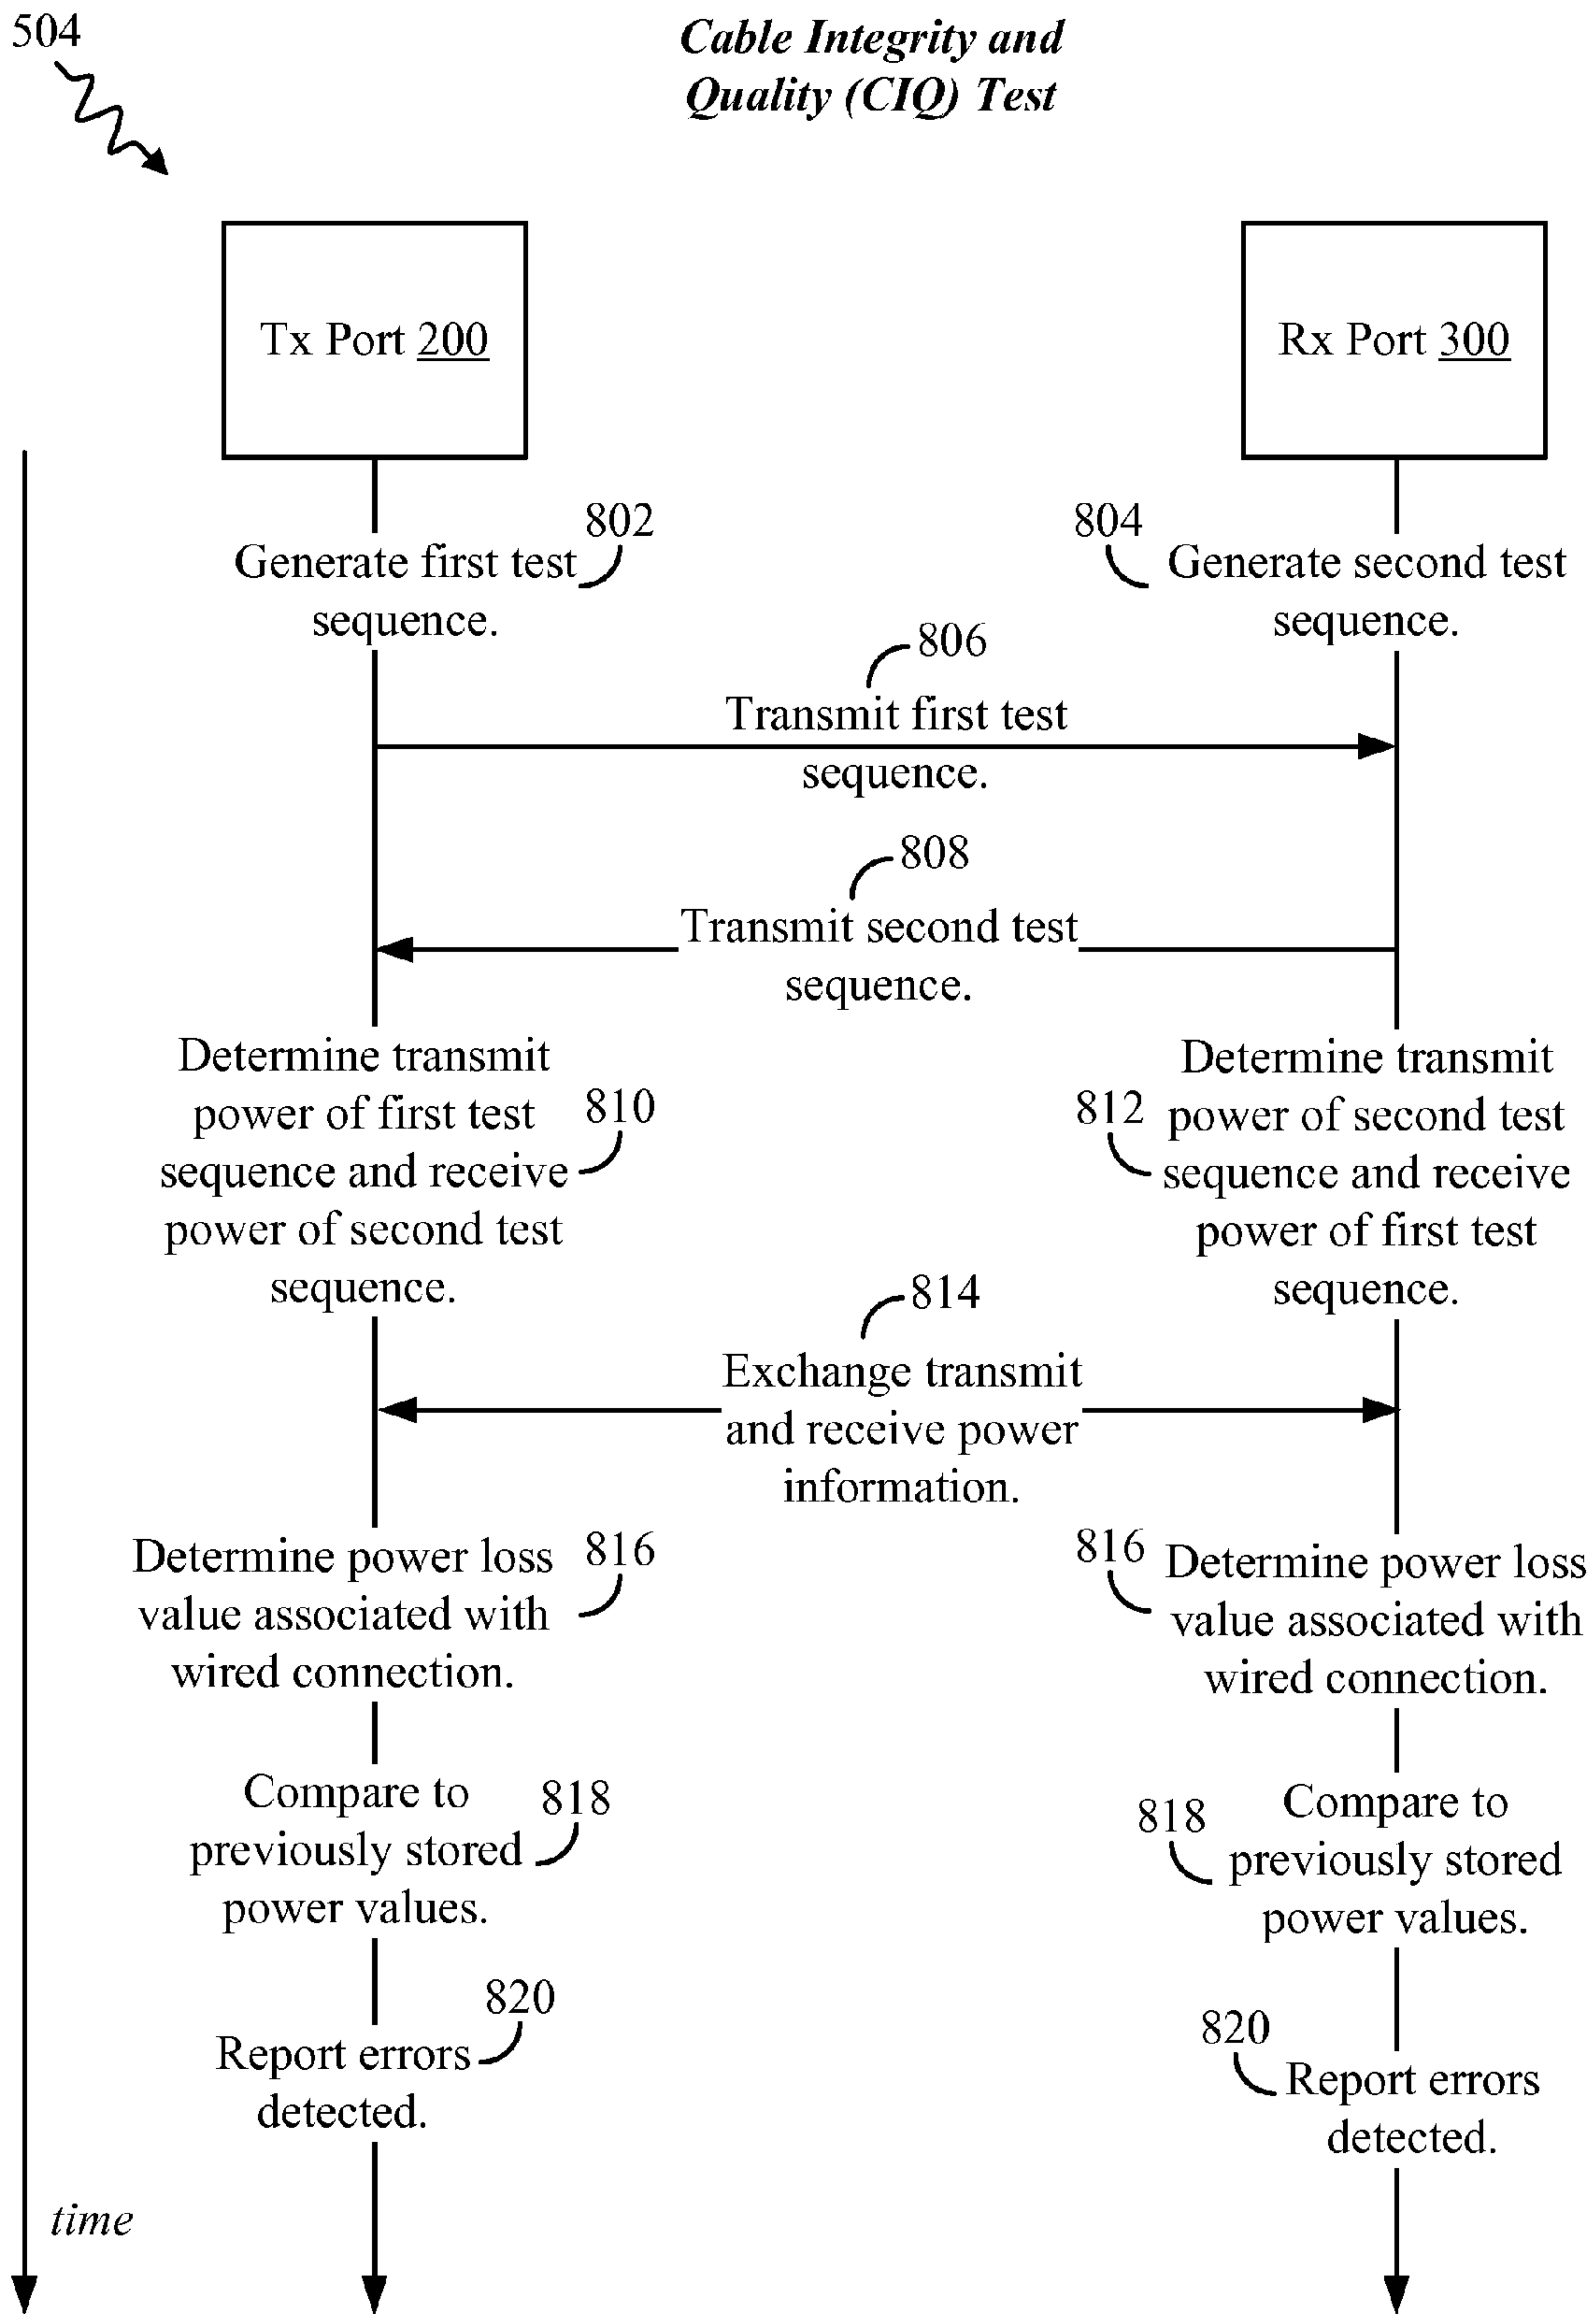 504
Cable Integrity and
Quality (CIQ) Test
Tx Port 200
Rx Port 300
802
Generate first test
sequence.
804
Generate second test
sequence.
806
Transmit first test
sequence.
808
Transmit second test
sequence.
Determine transmit
power of first test
sequence and receive
power of second test
sequence.
810
812
Determine transmit
power of second test
sequence and receive
power of first test
sequence.
814
Exchange transmit
and receive power
information.
Determine power loss
value associated with
wired connection.
816
816
Determine power loss
value associated with
wired connection.
Compare to
previously stored
power values.
818
818
Compare to
previously stored
power values.
820
Report errors
detected.
820
Report errors
detected.
time